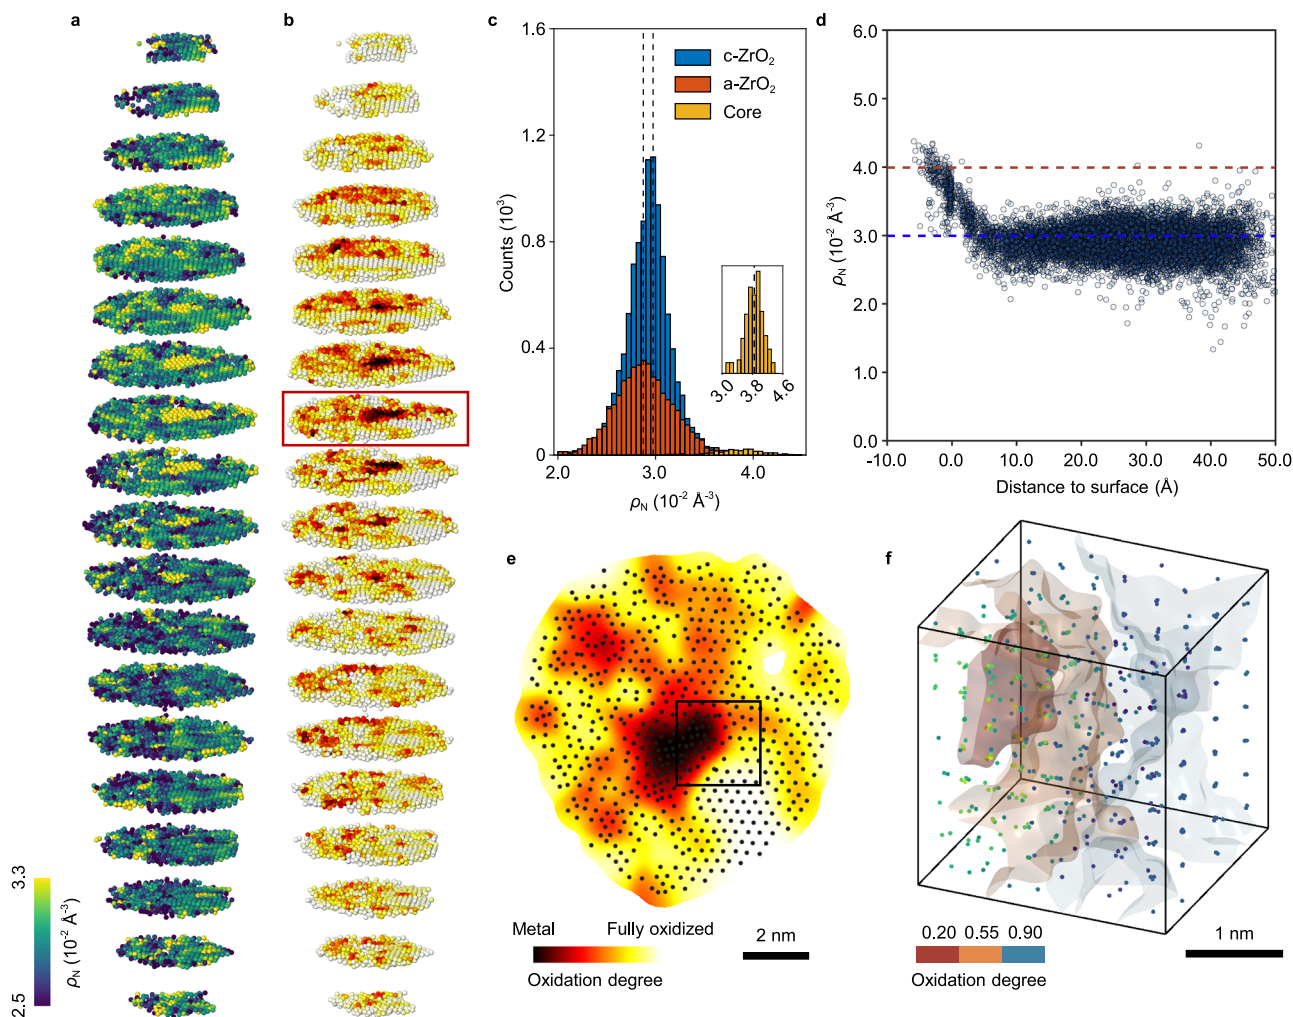 a
b
c
d
1.6
1.2
0.8
0.4
0
Counts (10³)
c-ZrO₂
a-ZrO₂
Core
3.0
3.8
4.6
2.0
3.0
4.0
ρN (10⁻² Å⁻³)
6.0
5.0
4.0
3.0
2.0
1.0
0.0
ρN (10⁻² Å⁻³)
-10.0
0.0
10.0
20.0
30.0
40.0
50.0
Distance to surface (Å)
e
f
3.3
2.5
ρN (10⁻² Å⁻³)
Metal
Fully oxidized
Oxidation degree
2 nm
0.20
0.55
0.90
Oxidation degree
1 nm